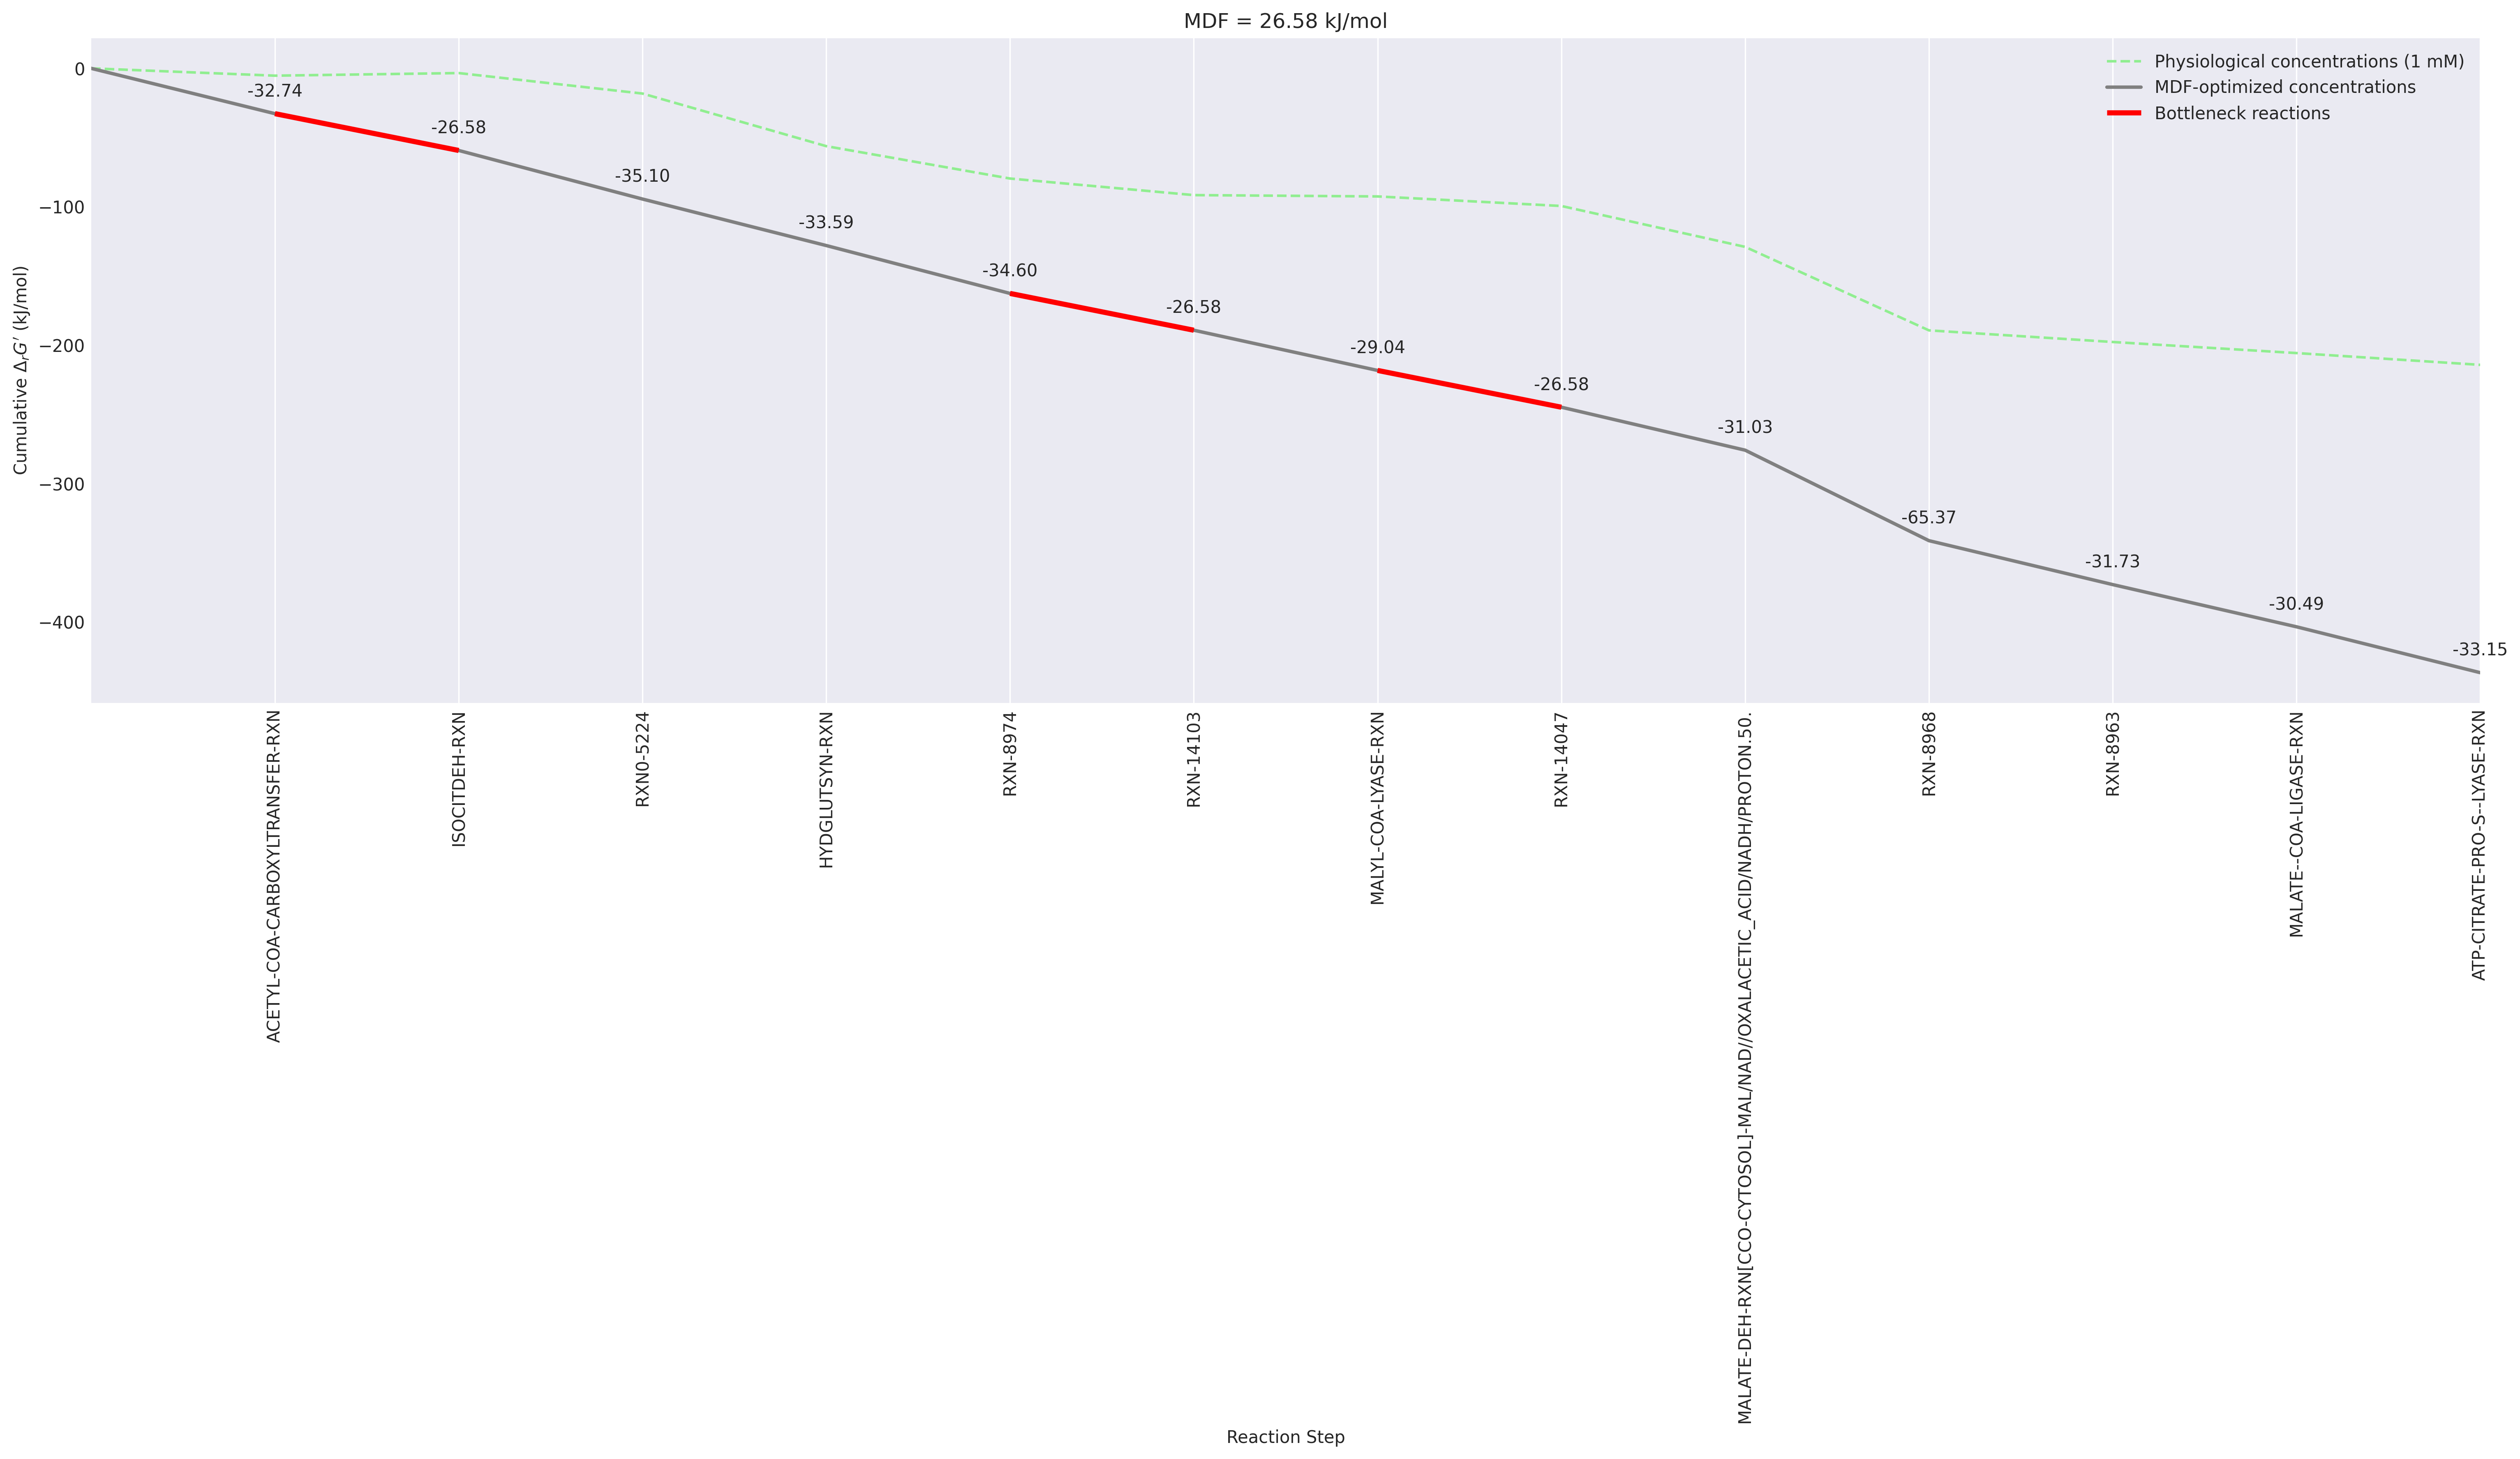 MDF = 26.58 kJ/mol
Physiological concentrations (1 mM)
MDF-optimized concentrations
Bottleneck reactions
Cumulative ΔrG′ (kJ/mol)
0
−100
−200
−300
−400
-32.74
-26.58
-35.10
-33.59
-34.60
-26.58
-29.04
-26.58
-31.03
-65.37
-31.73
-30.49
-33.15
ACETYL-COA-CARBOXYLTRANSFER-RXN
ISOCITDEH-RXN
RXN0-5224
HYDGLUTSYN-RXN
RXN-8974
RXN-14103
MALYL-COA-LYASE-RXN
RXN-14047
MALATE-DEH-RXN[CCO-CYTOSOL]-MAL/NAD//OXALACETIC_ACID/NADH/PROTON.50.
RXN-8968
RXN-8963
MALATE--COA-LIGASE-RXN
ATP-CITRATE-PRO-S--LYASE-RXN
Reaction Step